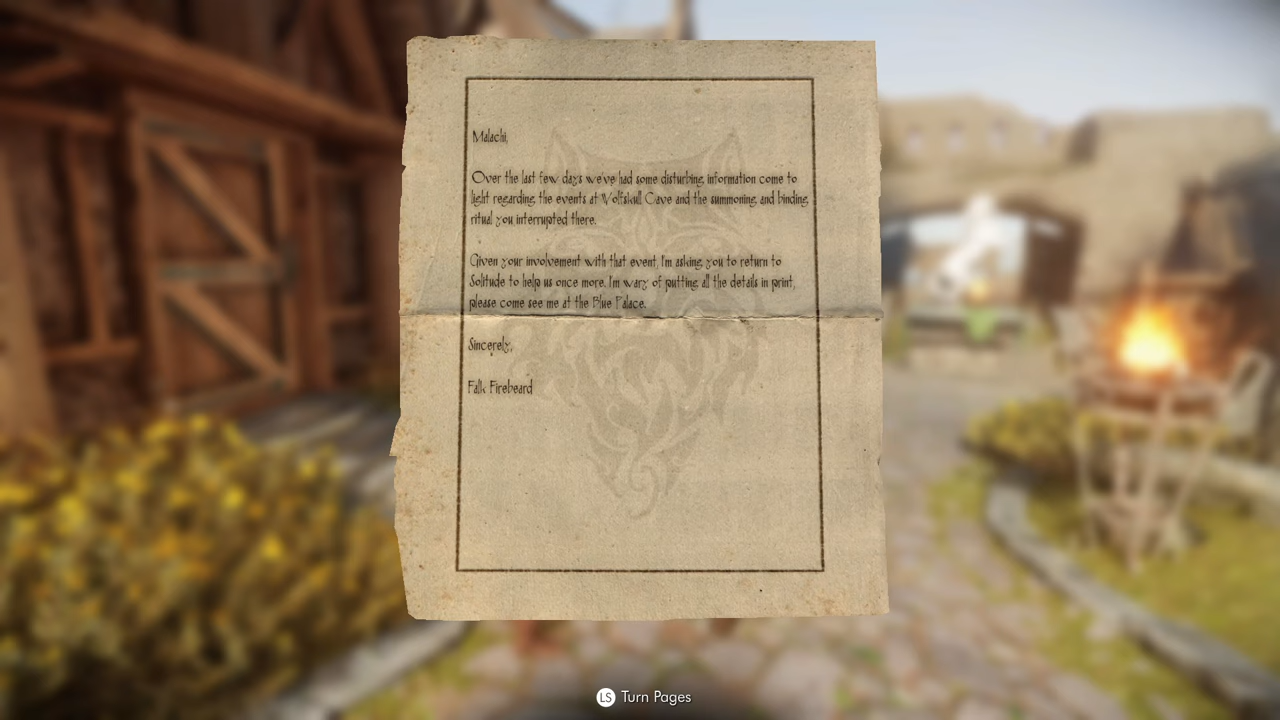 Malachi,
Over the last few days we've had some disturbing information come to
light regarding the events at Wolfskull Cave and the summoning and binding
ritual you interrupted there.
Given your involvement with that event, I'm asking you to return to
Solitude to help us once more. I'm wary of putting all the details in print,
please come see me at the Blue Palace.
Sincerely,
Falk Firebeard
LS Turn Pages